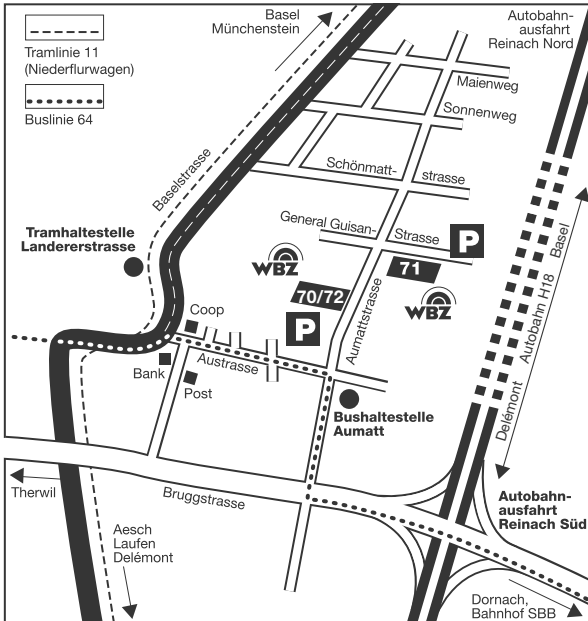 Tramlinie 11
(Niederflurwagen)
Buslinie 64
Basel
Münchenstein
Autobahn-
ausfahrt
Reinach Nord
Maienweg
Sonnenweg
Schönmatt-
strasse
Baselstrasse
General Guisan-
Strasse
P
Tramhaltestelle
Landererstrasse
WBZ
71
70/72
WBZ
P
Coop
Aumattstrasse
Autobahn H18
Basel
Delémont
Austrasse
Bank
Post
Bushaltestelle
Aumatt
Therwil
Bruggstrasse
Autobahn-
ausfahrt
Reinach Süd
Aesch
Laufen
Delémont
Dornach,
Bahnhof SBB